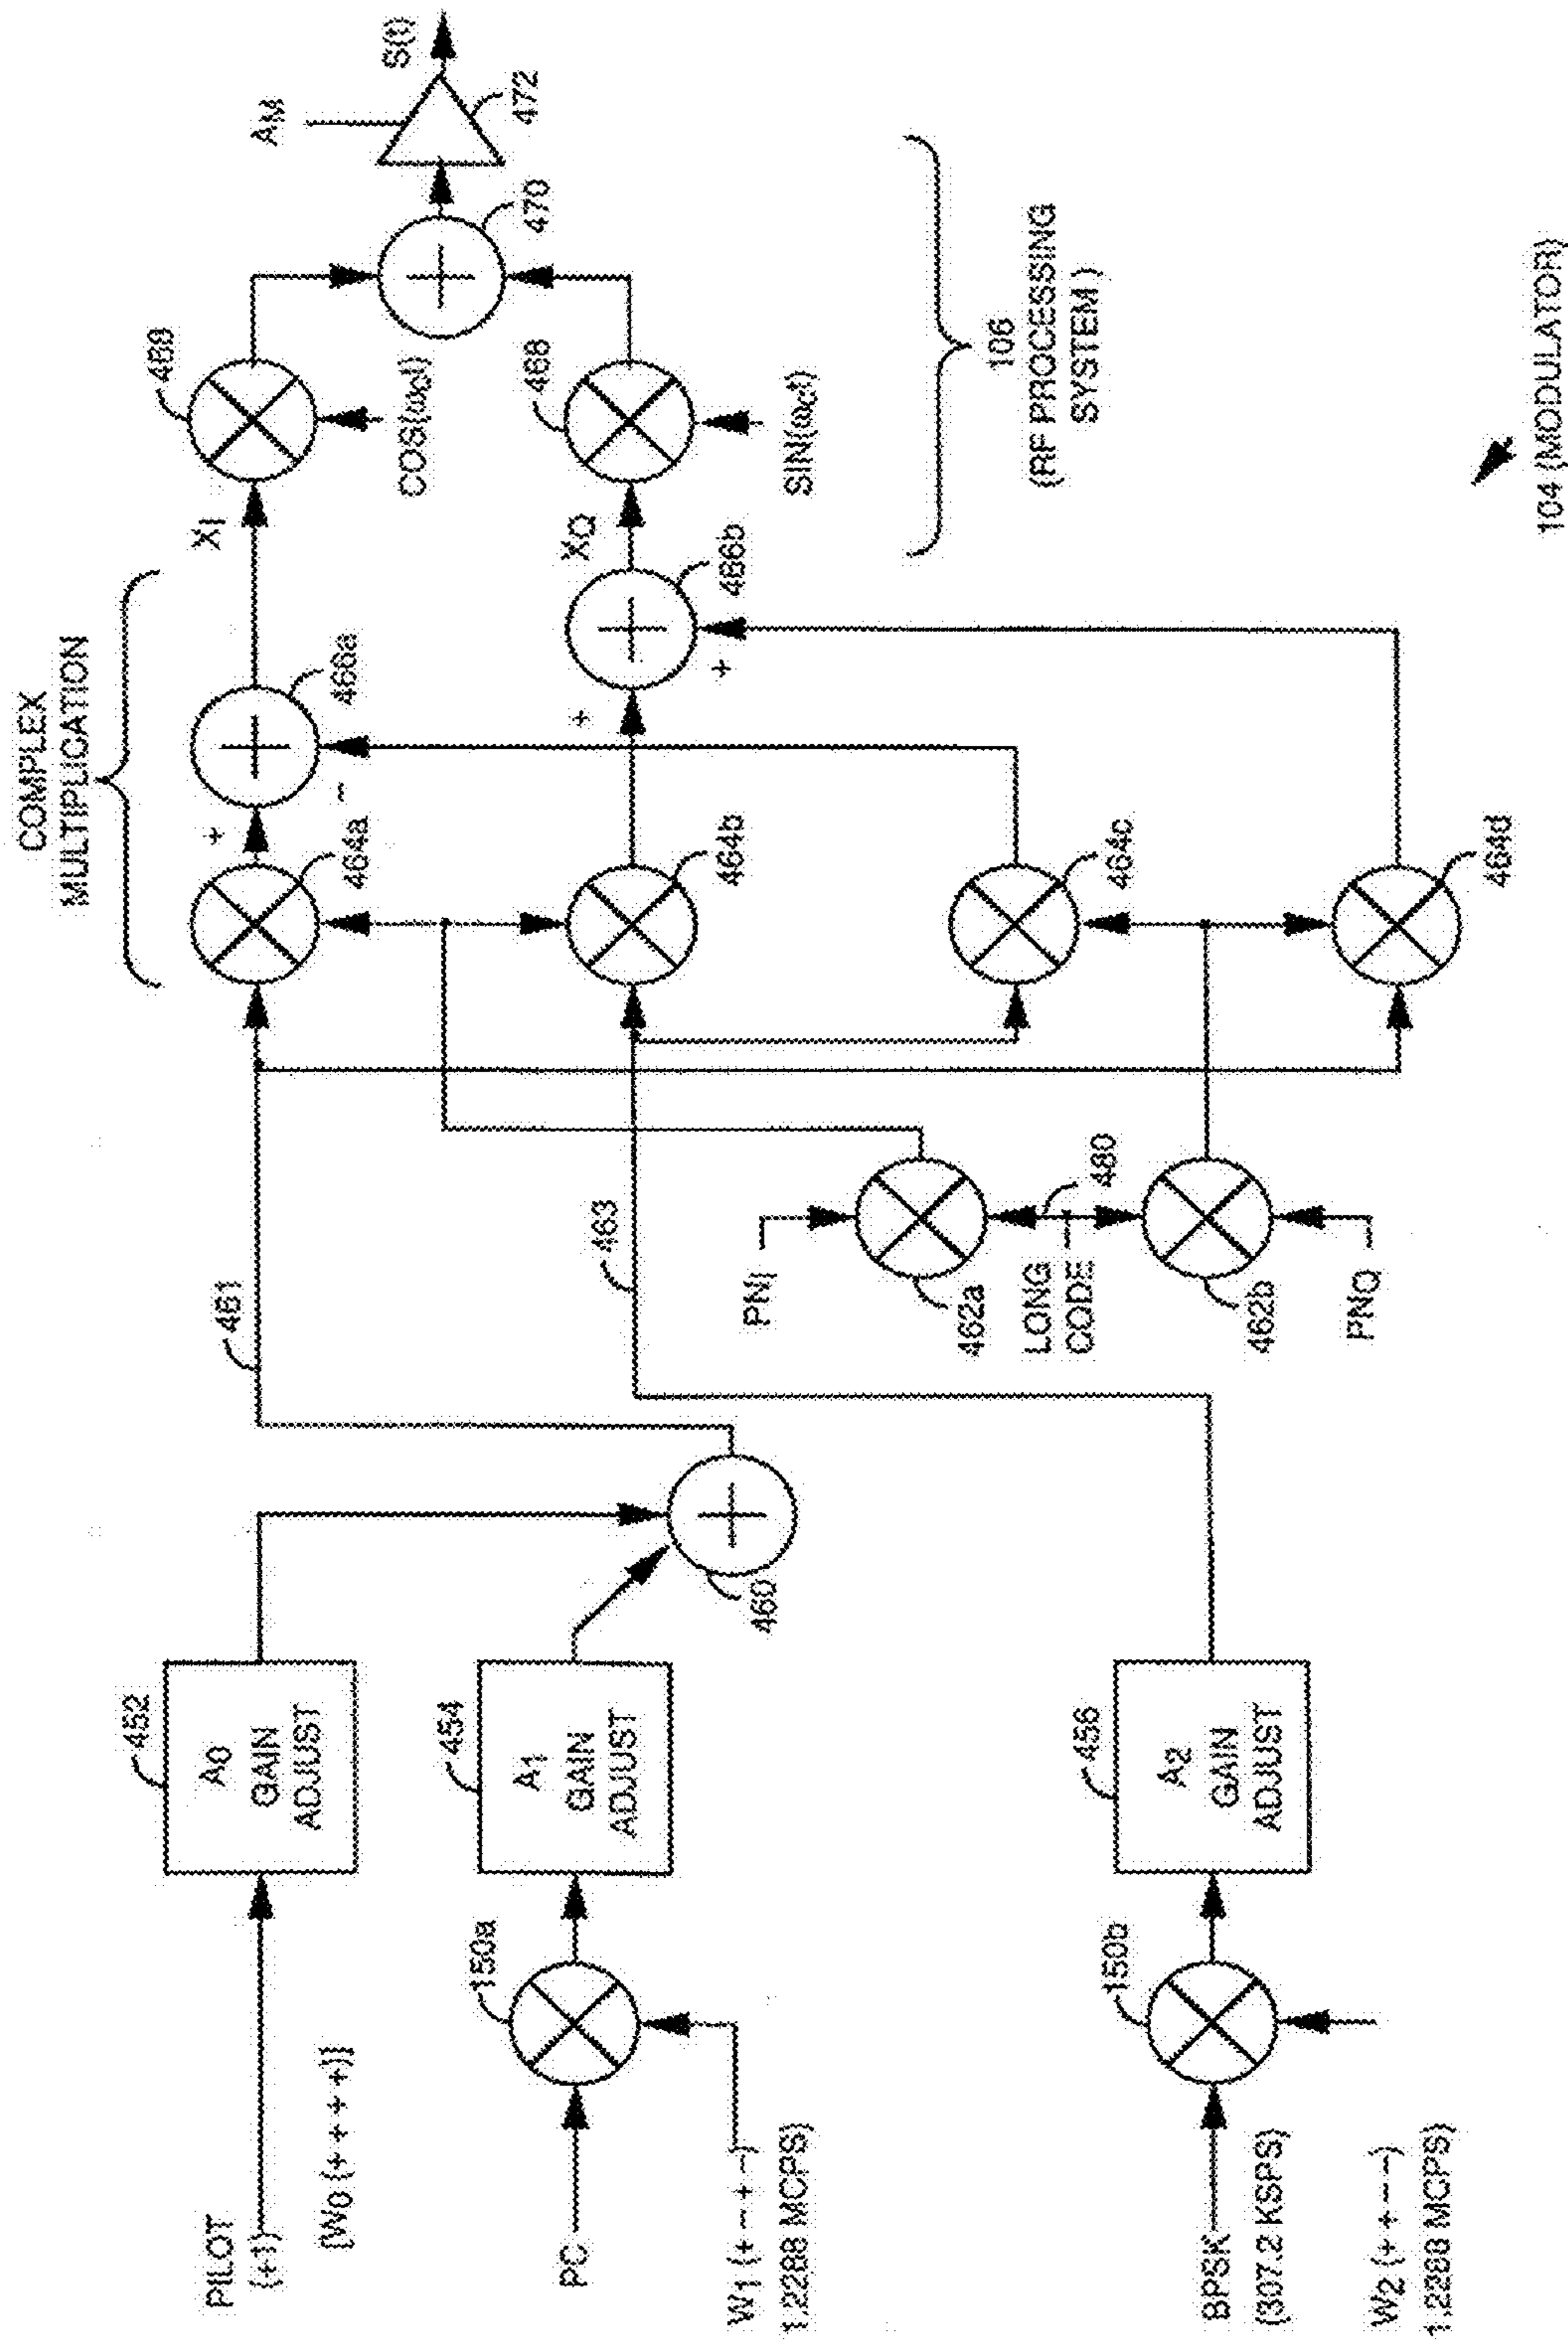 PILOT
(+1)
[W0 (+ + + +)]
452
A0
GAIN
ADJUST
PC
150a
W1 (+ – + –)
1.2288 MCPS)
454
A1
GAIN
ADJUST
460
BPSK
(307.2 KSPS)
150b
W2 (+ + – –)
1.2288 MCPS)
456
A2
GAIN
ADJUST
461
463
PNI
462a
LONG
CODE
480
462b
PNQ
COMPLEX
MULTIPLICATION
464a
+
–
466a
464b
+
+
466b
464c
464d
XI
468
COS(ωct)
XQ
468
SIN(ωct)
470
AM
472
S(t)
106
(RF PROCESSING
SYSTEM )
104 (MODULATOR)